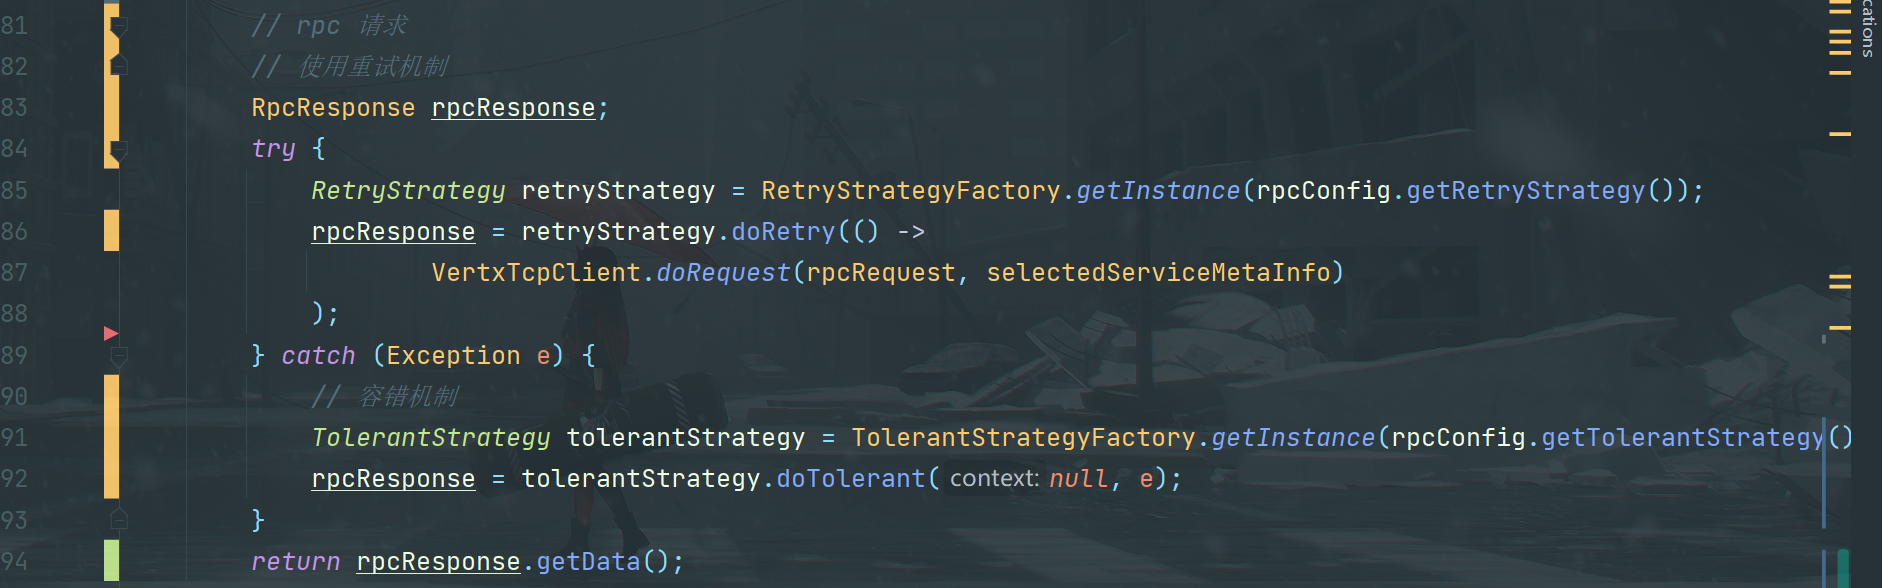 81 // rpc 请求
82 // 使用重试机制
83 RpcResponse rpcResponse;
84 try {
85 RetryStrategy retryStrategy = RetryStrategyFactory.getInstance(rpcConfig.getRetryStrategy());
86 rpcResponse = retryStrategy.doRetry(() ->
87 VertxTcpClient.doRequest(rpcRequest, selectedServiceMetaInfo)
88 );
89 } catch (Exception e) {
90 // 容错机制
91 TolerantStrategy tolerantStrategy = TolerantStrategyFactory.getInstance(rpcConfig.getTolerantStrategy()
92 rpcResponse = tolerantStrategy.doTolerant( context: null, e);
93 }
94 return rpcResponse.getData();
cations